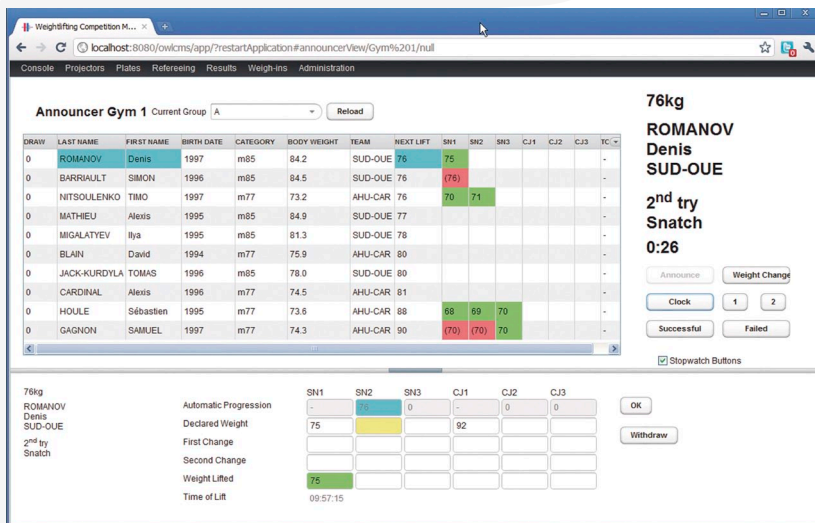 Weightlifting Competition M...
localhost:8080/owlcms/app/?restartApplication#announcerView/Gym%201/null
Console Projectors Plates Refereeing Results Weigh-ins Administration
Announcer Gym 1 Current Group A Reload
DRAW LAST NAME FIRST NAME BIRTH DATE CATEGORY BODY WEIGHT TEAM NEXT LIFT SN1 SN2 SN3 CJ1 CJ2 CJ3 TC
0 ROMANOV Denis 1997 m85 84.2 SUD-OUE 76 75 -
0 BARRIAULT SIMON 1996 m85 84.5 SUD-OUE 76 (76) -
0 NITSOULENKO TIMO 1997 m77 73.2 AHU-CAR 76 70 71 -
0 MATHIEU Alexis 1995 m85 84.9 SUD-OUE 77 -
0 MIGALATYEV Ilya 1995 m85 81.3 SUD-OUE 78 -
0 BLAIN David 1994 m77 75.9 AHU-CAR 80 -
0 JACK-KURDYLA TOMAS 1996 m85 78.0 SUD-OUE 80 -
0 CARDINAL Alexis 1996 m77 74.5 AHU-CAR 81 -
0 HOULE Sébastien 1995 m77 73.6 AHU-CAR 88 68 69 70 -
0 GAGNON SAMUEL 1997 m77 74.3 AHU-CAR 90 (70) (70) 70 -
76kg
ROMANOV
Denis
SUD-OUE
2nd try
Snatch
0:26
Announce Weight Change
Clock 1 2
Successful Failed
Stopwatch Buttons
76kg
ROMANOV
Denis
SUD-OUE
2nd try
Snatch
SN1 SN2 SN3 CJ1 CJ2 CJ3
Automatic Progression - 76 0 - 0 0
Declared Weight 75 92
First Change
Second Change
Weight Lifted 75
Time of Lift 09:57:15
OK
Withdraw